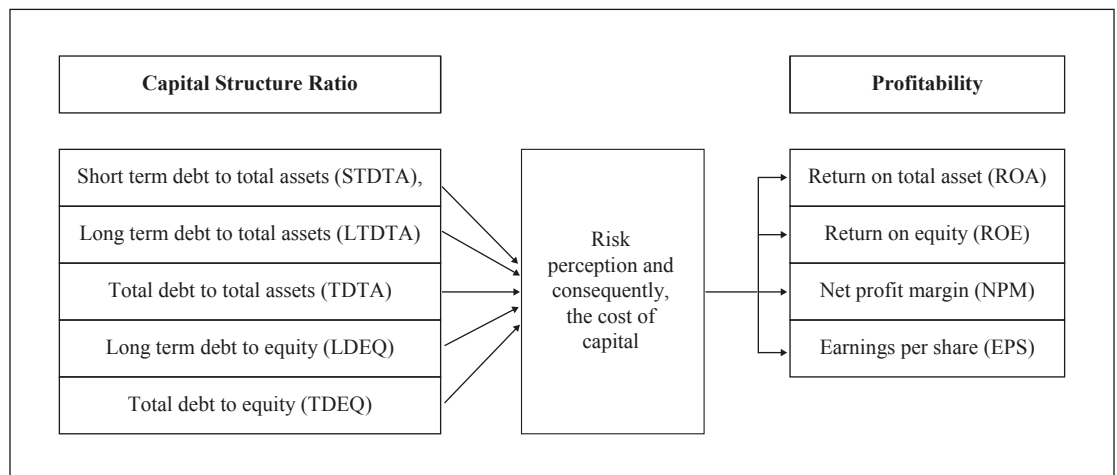 Capital Structure Ratio
Profitability
Short term debt to total assets (STDTA),
Long term debt to total assets (LTDTA)
Total debt to total assets (TDTA)
Long term debt to equity (LDEQ)
Total debt to equity (TDEQ)
Risk
perception and
consequently,
the cost of
capital
Return on total asset (ROA)
Return on equity (ROE)
Net profit margin (NPM)
Earnings per share (EPS)